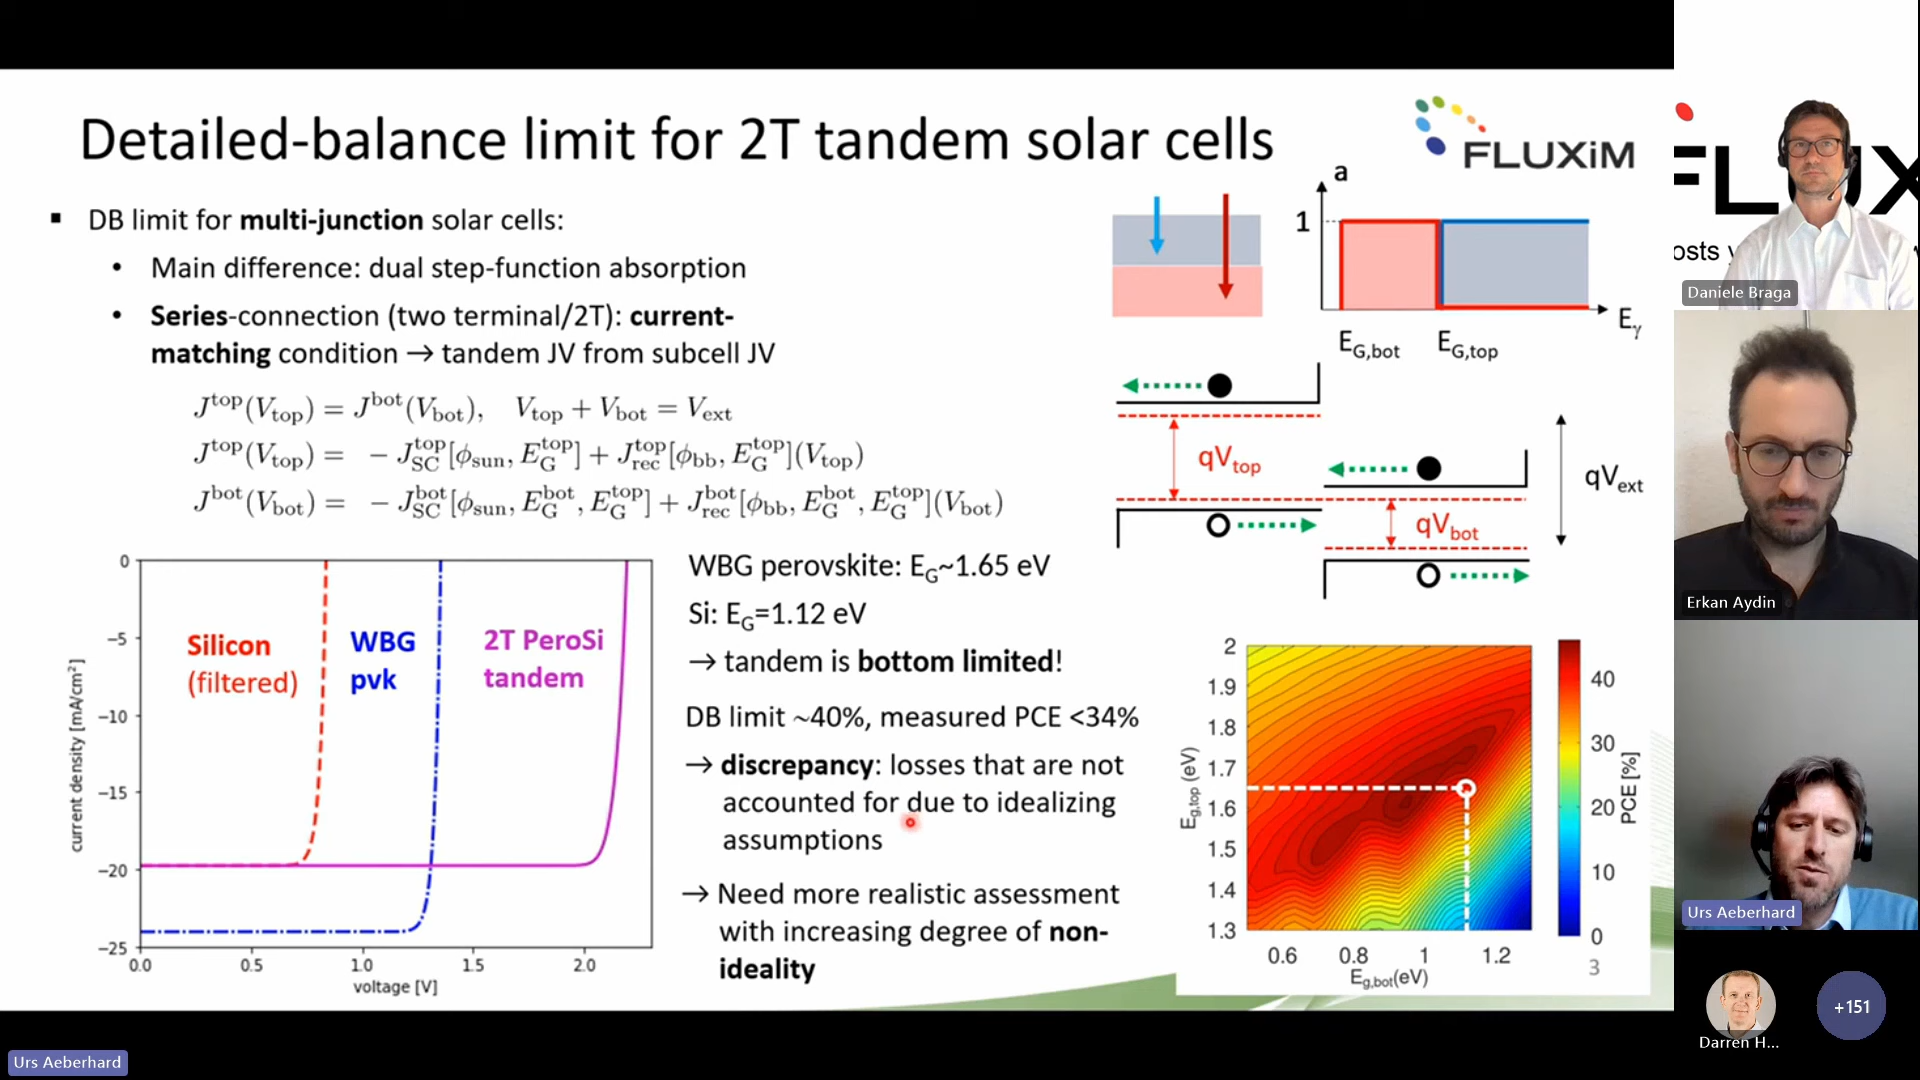 Detailed-balance limit for 2T tandem solar cells
FLUXiM
▪ DB limit for multi-junction solar cells:
• Main difference: dual step-function absorption
• Series-connection (two terminal/2T): current-
matching condition → tandem JV from subcell JV
J^top(V_top) = J^bot(V_bot), V_top + V_bot = V_ext
J^top(V_top) = − J_SC^top[ϕ_sun, E_G^top] + J_rec^top[ϕ_bb, E_G^top](V_top)
J^bot(V_bot) = − J_SC^bot[ϕ_sun, E_G^bot, E_G^top] + J_rec^bot[ϕ_bb, E_G^bot, E_G^top](V_bot)
a
1
E_γ
E_G,bot E_G,top
qV_top
qV_bot
qV_ext
0
−5
−10
−15
−20
−25
0.0 0.5 1.0 1.5 2.0
voltage [V]
current density [mA/cm²]
Silicon
(filtered)
WBG
pvk
2T PeroSi
tandem
WBG perovskite: E_G~1.65 eV
Si: E_G=1.12 eV
→ tandem is bottom limited!
DB limit ~40%, measured PCE <34%
→ discrepancy: losses that are not
accounted for due to idealizing
assumptions
→ Need more realistic assessment
with increasing degree of non-
ideality
2
1.9
1.8
1.7
1.6
1.5
1.4
1.3
E_g,top (eV)
0.6 0.8 1 1.2
E_g,bot(eV)
40
30
20
10
0
PCE [%]
3
FLUX
osts y
Daniele Braga
Erkan Aydin
Urs Aeberhard
Darren H...
+151
Urs Aeberhard